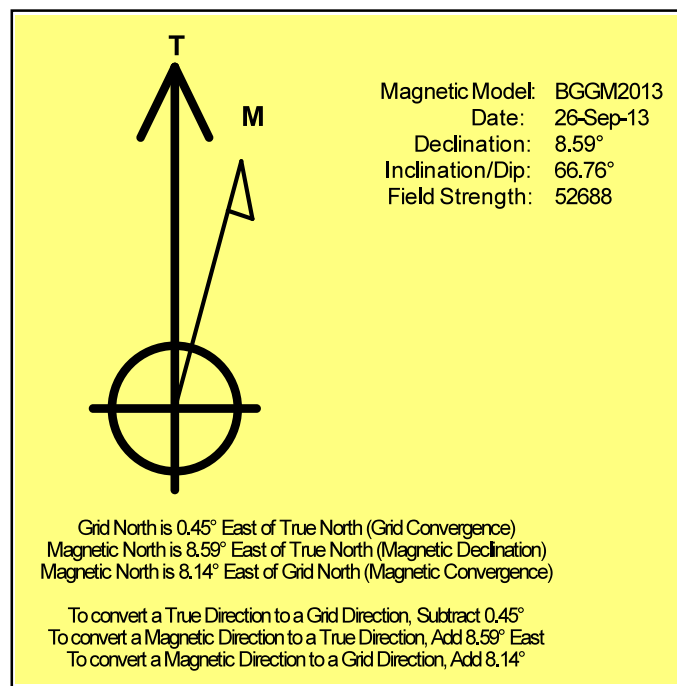 T
M
Magnetic Model: BGGM2013
Date: 26-Sep-13
Declination: 8.59°
Inclination/Dip: 66.76°
Field Strength: 52688
Grid North is 0.45° East of True North (Grid Convergence)
Magnetic North is 8.59° East of True North (Magnetic Declination)
Magnetic North is 8.14° East of Grid North (Magnetic Convergence)
To convert a True Direction to a Grid Direction, Subtract 0.45°
To convert a Magnetic Direction to a True Direction, Add 8.59° East
To convert a Magnetic Direction to a Grid Direction, Add 8.14°